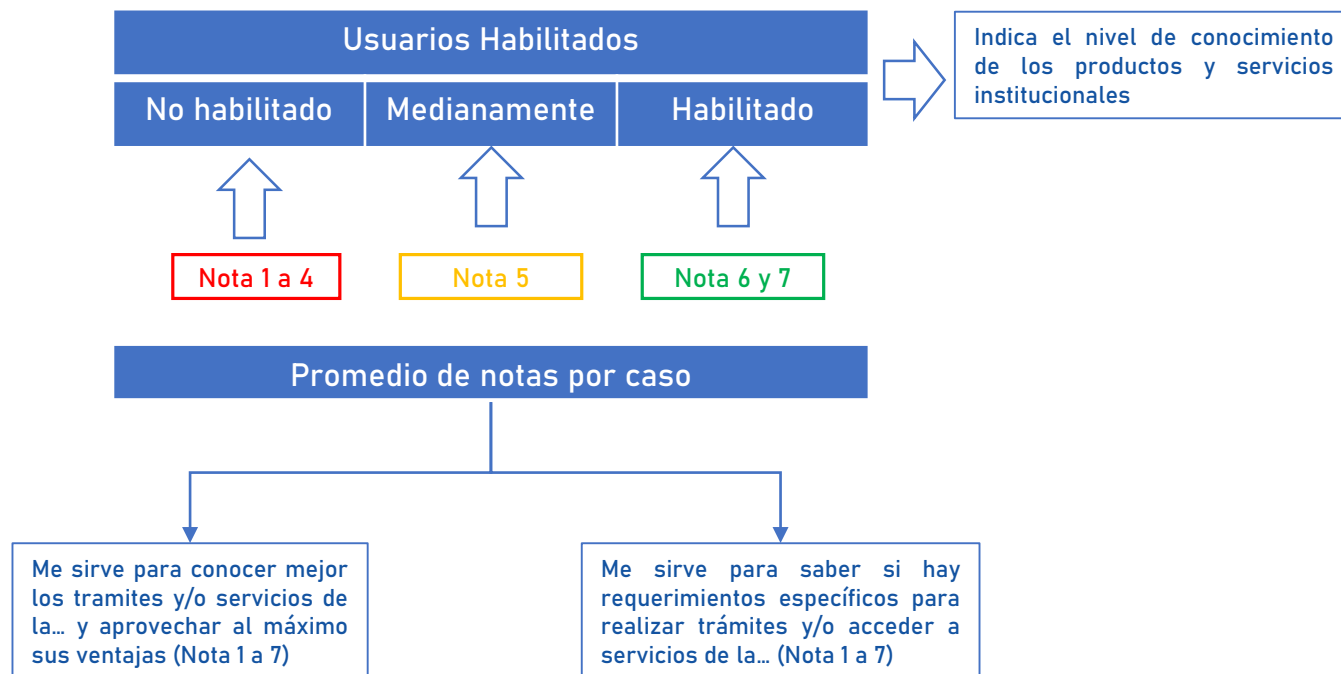 Usuarios Habilitados
No habilitado
Medianamente
Habilitado
Indica el nivel de conocimiento
de los productos y servicios
institucionales
Nota 1 a 4
Nota 5
Nota 6 y 7
Promedio de notas por caso
Me sirve para conocer mejor
los tramites y/o servicios de
la... y aprovechar al máximo
sus ventajas (Nota 1 a 7)
Me sirve para saber si hay
requerimientos específicos para
realizar trámites y/o acceder a
servicios de la... (Nota 1 a 7)